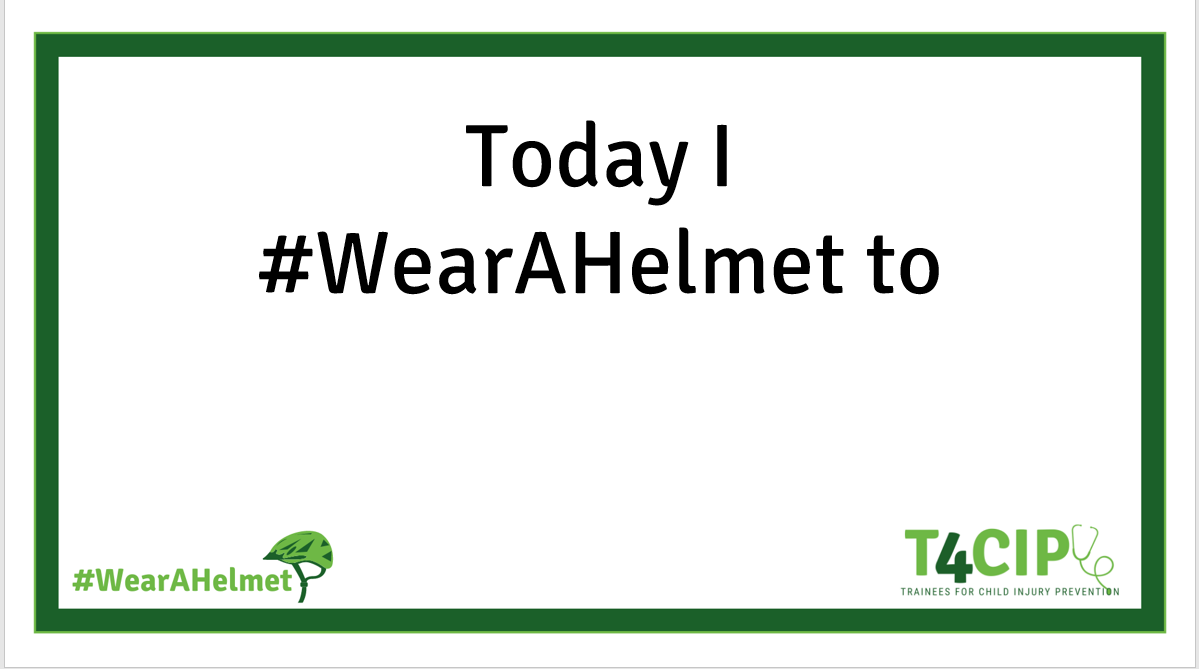 Today I
#WearAHelmet to
#WearAHelmet
T4CIP
TRAINEES FOR CHILD INJURY PREVENTION